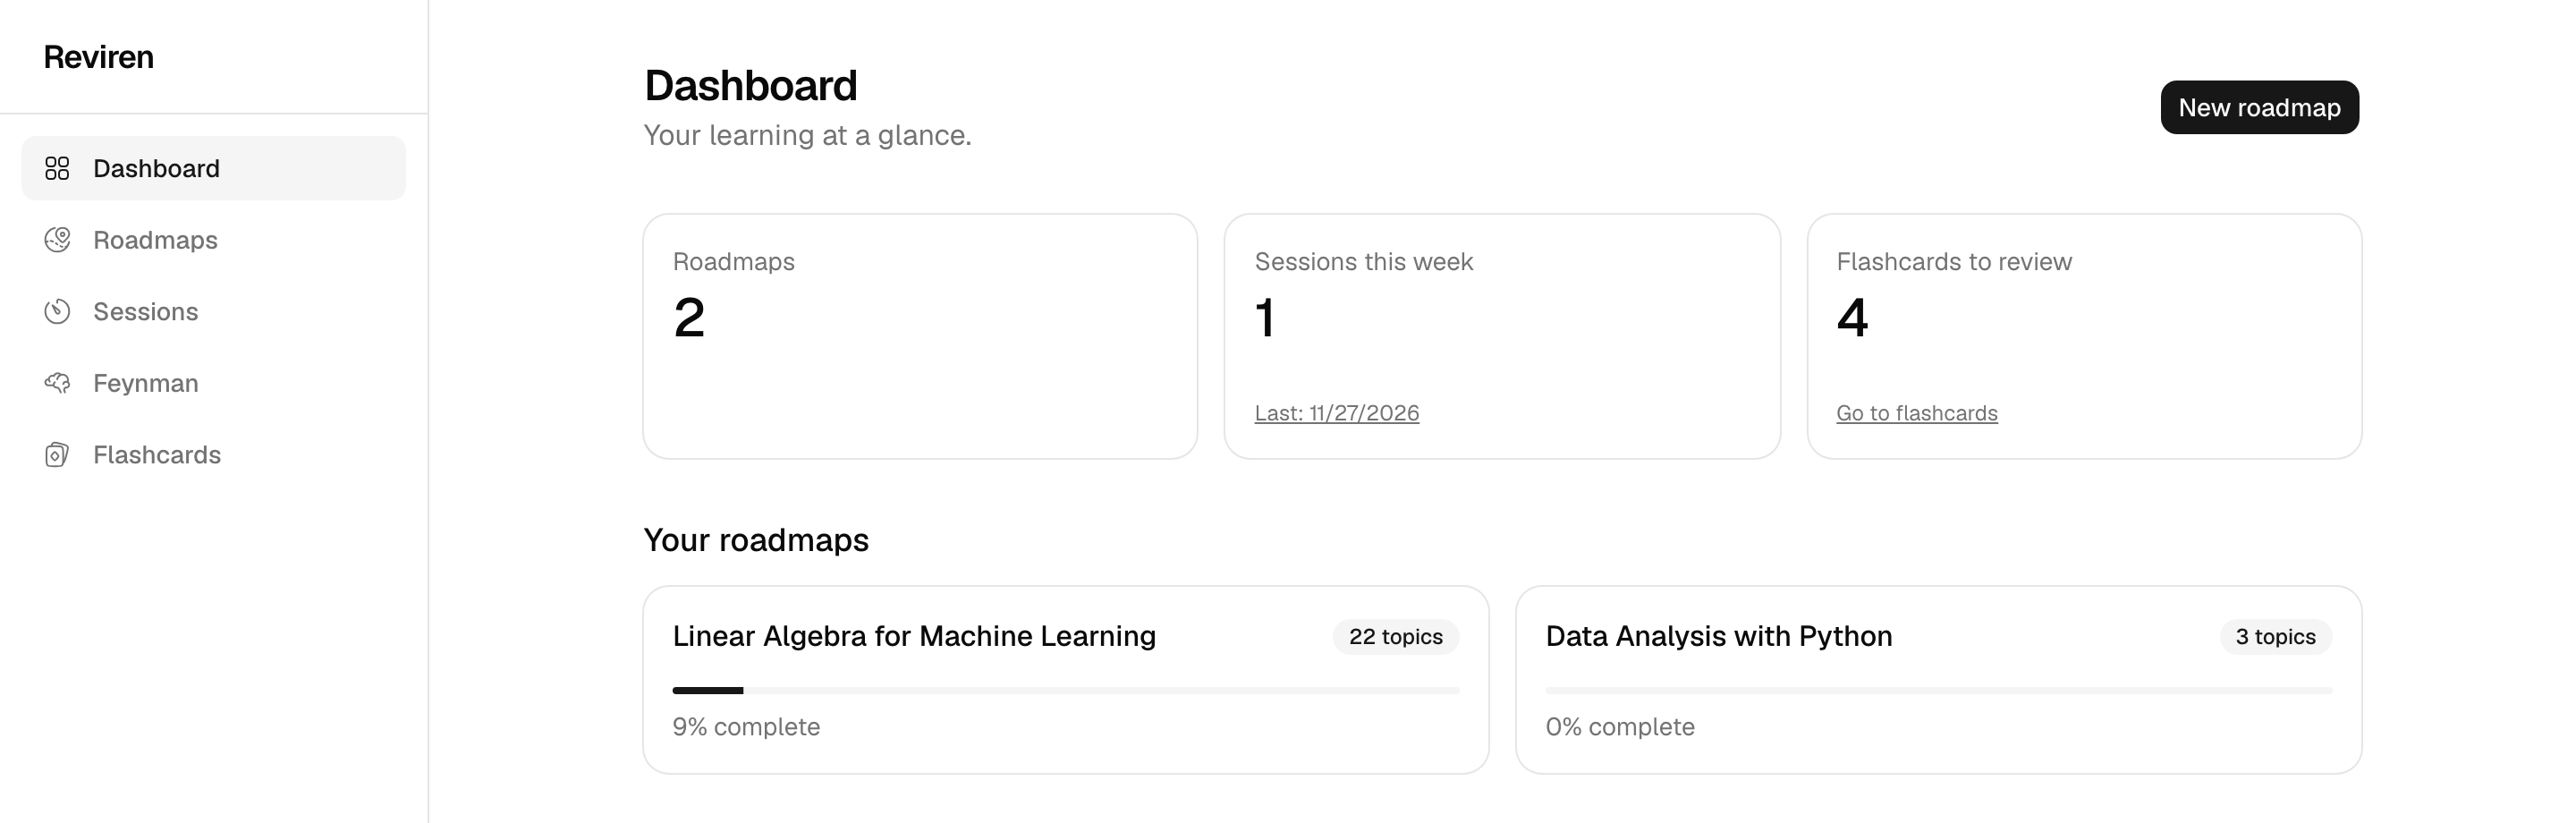 Reviren
Dashboard
Roadmaps
Sessions
Feynman
Flashcards
Dashboard
Your learning at a glance.
New roadmap
Roadmaps
2
Sessions this week
1
Last: 11/27/2026
Flashcards to review
4
Go to flashcards
Your roadmaps
Linear Algebra for Machine Learning
22 topics
9% complete
Data Analysis with Python
3 topics
0% complete